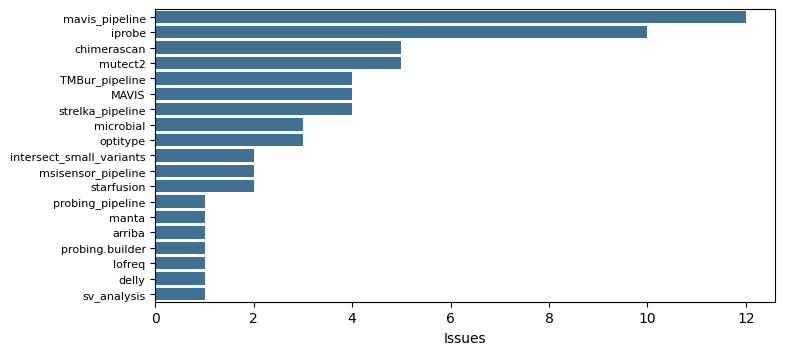 mavis_pipeline
iprobe
chimerascan
mutect2
TMBur_pipeline
MAVIS
strelka_pipeline
microbial
optitype
intersect_small_variants
msisensor_pipeline
starfusion
probing_pipeline
manta
arriba
probing.builder
lofreq
delly
sv_analysis
0 2 4 6 8 10 12
Issues